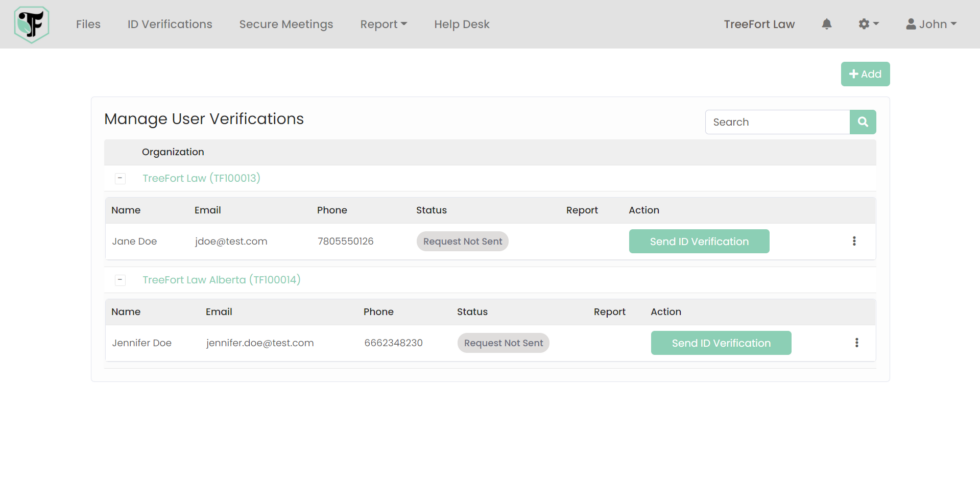 TF
Files ID Verifications Secure Meetings Report Help Desk TreeFort Law John
+ Add
Manage User Verifications Search
Organization
- TreeFort Law (TF100013)
Name Email Phone Status Report Action
Jane Doe jdoe@test.com 7805550126 Request Not Sent Send ID Verification
- TreeFort Law Alberta (TF100014)
Name Email Phone Status Report Action
Jennifer Doe jennifer.doe@test.com 6662348230 Request Not Sent Send ID Verification